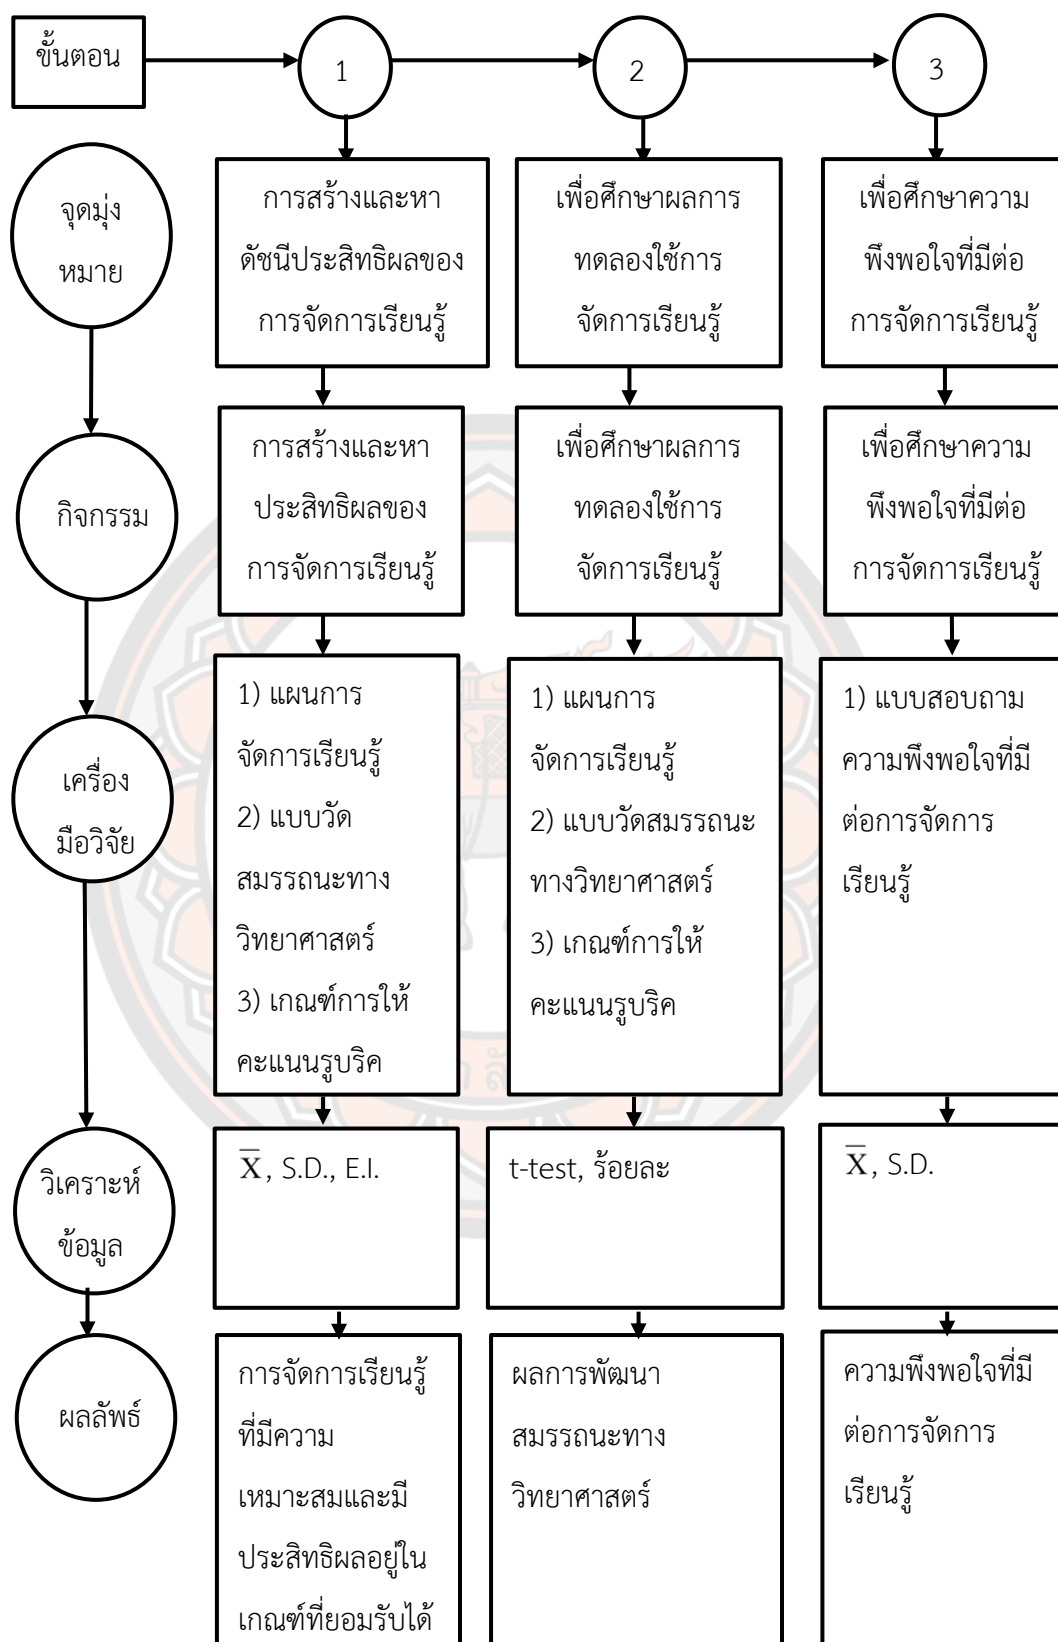 ขั้นตอน
1
2
3
จุดมุ่ง
หมาย
การสร้างและหา
ดัชนีประสิทธิผลของ
การจัดการเรียนรู้
เพื่อศึกษาผลการ
ทดลองใช้การ
จัดการเรียนรู้
เพื่อศึกษาความ
พึงพอใจที่มีต่อ
การจัดการเรียนรู้
กิจกรรม
การสร้างและหา
ประสิทธิผลของ
การจัดการเรียนรู้
เพื่อศึกษาผลการ
ทดลองใช้การ
จัดการเรียนรู้
เพื่อศึกษาความ
พึงพอใจที่มีต่อ
การจัดการเรียนรู้
เครื่อง
มือวิจัย
1) แผนการ
จัดการเรียนรู้
2) แบบวัด
สมรรถนะทาง
วิทยาศาสตร์
3) เกณฑ์การให้
คะแนนรูบริค
1) แผนการ
จัดการเรียนรู้
2) แบบวัดสมรรถนะ
ทางวิทยาศาสตร์
3) เกณฑ์การให้
คะแนนรูบริค
1) แบบสอบถาม
ความพึงพอใจที่มี
ต่อการจัดการ
เรียนรู้
วิเคราะห์
ข้อมูล
X̅, S.D., E.I.
t-test, ร้อยละ
X̅, S.D.
ผลลัพธ์
การจัดการเรียนรู้
ที่มีความ
เหมาะสมและมี
ประสิทธิผลอยู่ใน
เกณฑ์ที่ยอมรับได้
ผลการพัฒนา
สมรรถนะทาง
วิทยาศาสตร์
ความพึงพอใจที่มี
ต่อการจัดการ
เรียนรู้